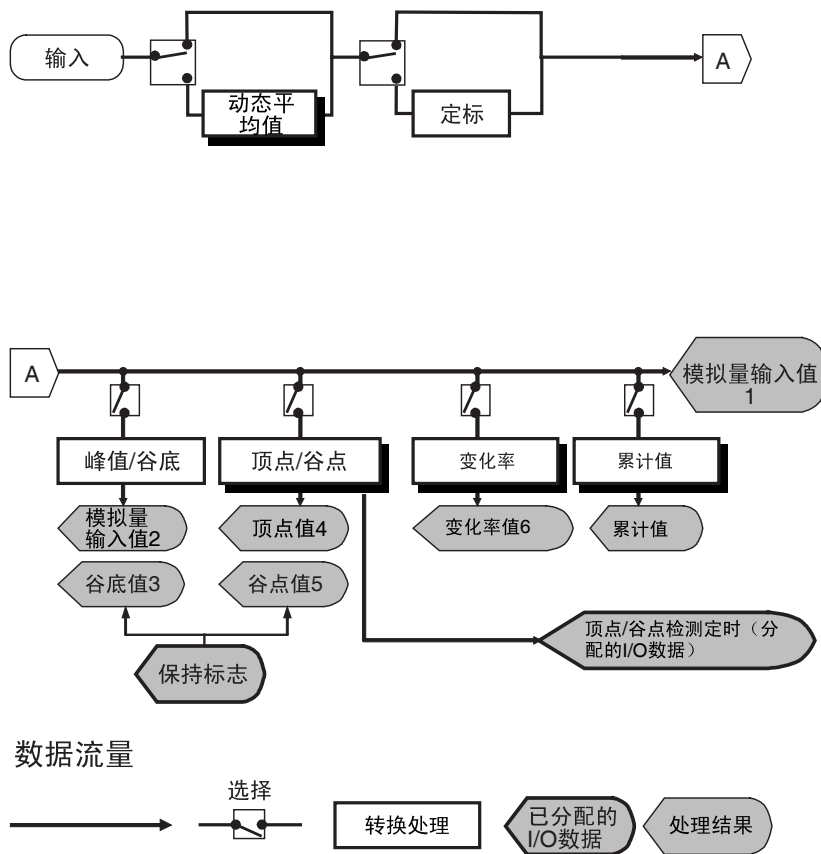 输入
动态平
均值
定标
A
A
模拟量输入值
1
峰值/谷底
顶点/谷点
变化率
累计值
模拟量
输入值2
顶点值4
变化率值6
累计值
谷底值3
谷点值5
顶点/谷点检测定时（分
配的I/O数据）
保持标志
数据流量
选择
转换处理
已分配的
I/O数据
处理结果